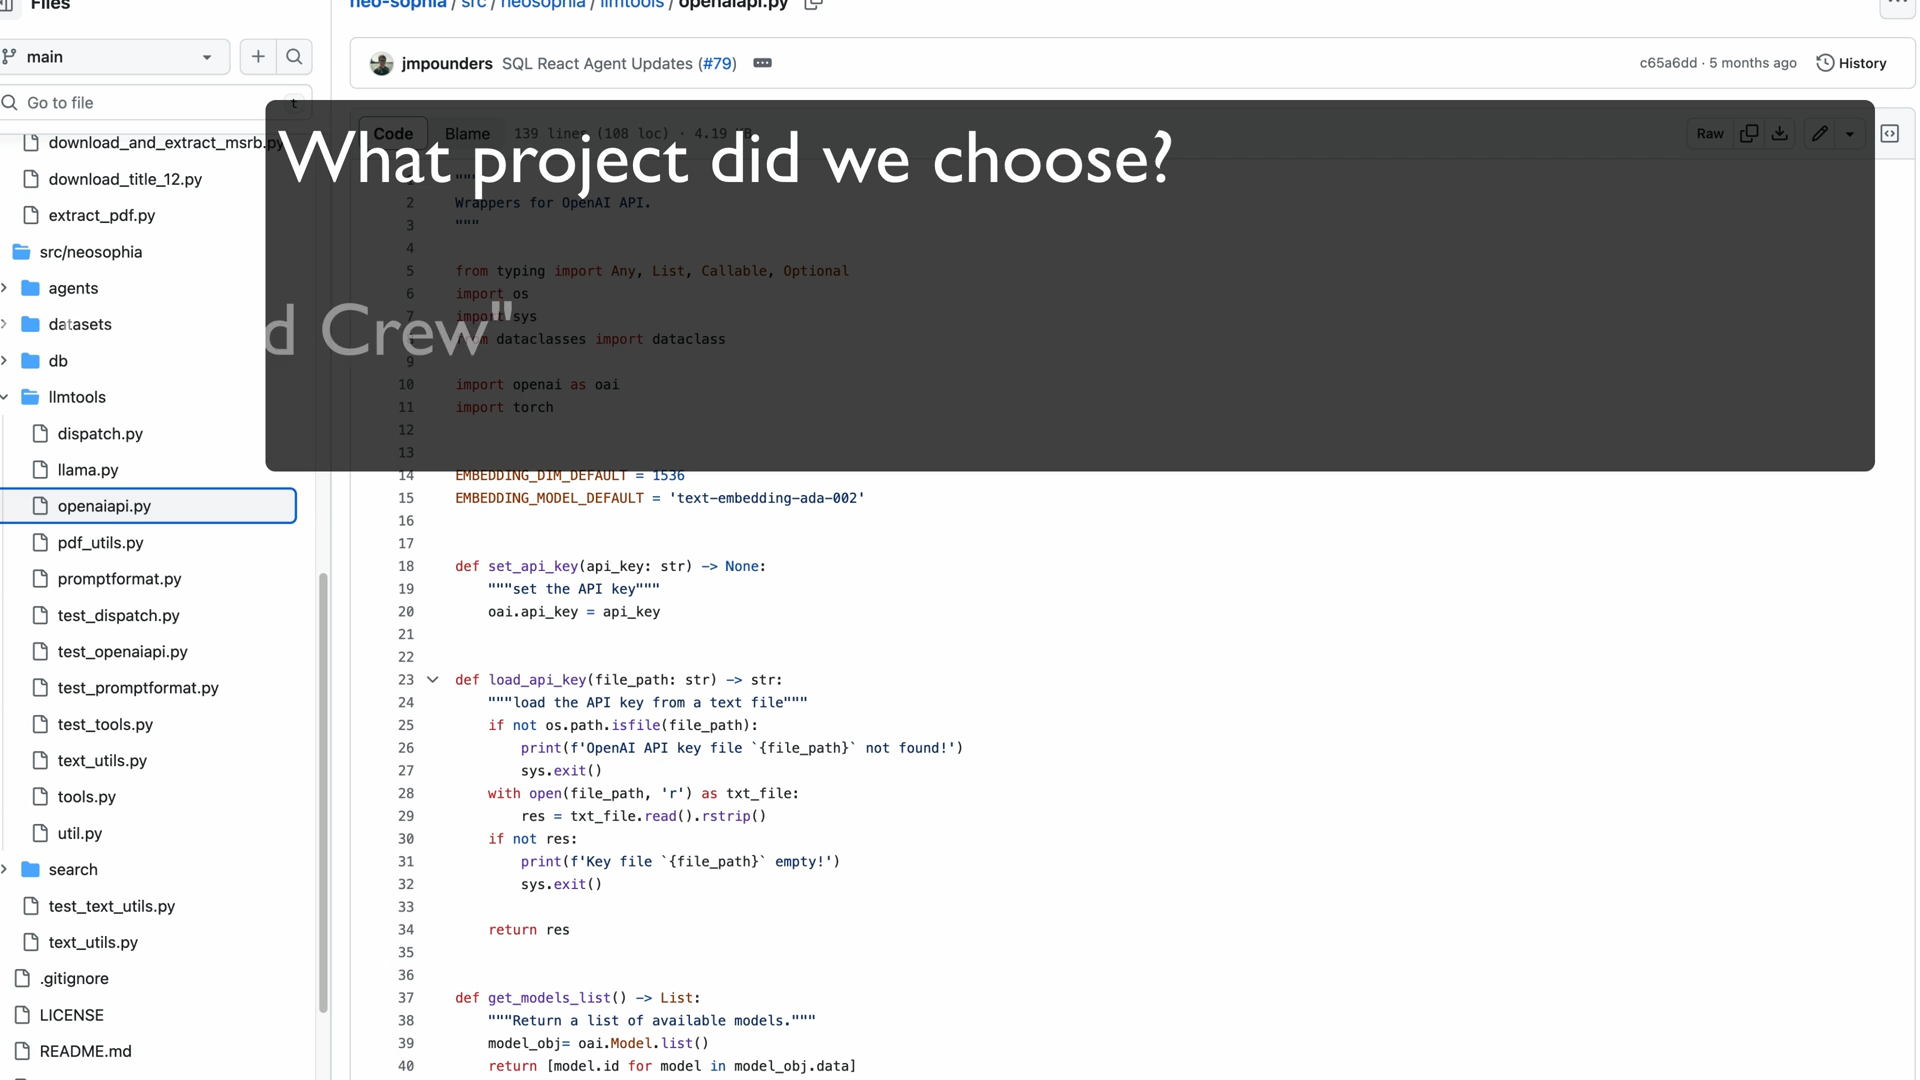 Files
neo-sophia / src / neosophia / llmtools / openaiapi.py
main
jmpounders SQL React Agent Updates (#79)
c65a6dd · 5 months ago
History
Go to file
t
download_and_extract_msrb.py
download_title_12.py
extract_pdf.py
src/neosophia
agents
datasets
db
llmtools
dispatch.py
llama.py
openaiapi.py
pdf_utils.py
promptformat.py
test_dispatch.py
test_openaiapi.py
test_promptformat.py
test_tools.py
text_utils.py
tools.py
util.py
search
test_text_utils.py
text_utils.py
.gitignore
LICENSE
README.md
Code Blame 139 lines (108 loc) · 4.19 KB
Raw
What project did we choose?
d Crew"
"""
2 Wrappers for OpenAI API.
3 """
4
5 from typing import Any, List, Callable, Optional
6 import os
7 import sys
from dataclasses import dataclass
9
10 import openai as oai
11 import torch
12
13
14 EMBEDDING_DIM_DEFAULT = 1536
15 EMBEDDING_MODEL_DEFAULT = 'text-embedding-ada-002'
16
17
18 def set_api_key(api_key: str) -> None:
19 """set the API key"""
20 oai.api_key = api_key
21
22
23 def load_api_key(file_path: str) -> str:
24 """load the API key from a text file"""
25 if not os.path.isfile(file_path):
26 print(f'OpenAI API key file `{file_path}` not found!')
27 sys.exit()
28 with open(file_path, 'r') as txt_file:
29 res = txt_file.read().rstrip()
30 if not res:
31 print(f'Key file `{file_path}` empty!')
32 sys.exit()
33
34 return res
35
36
37 def get_models_list() -> List:
38 """Return a list of available models."""
39 model_obj= oai.Model.list()
40 return [model.id for model in model_obj.data]